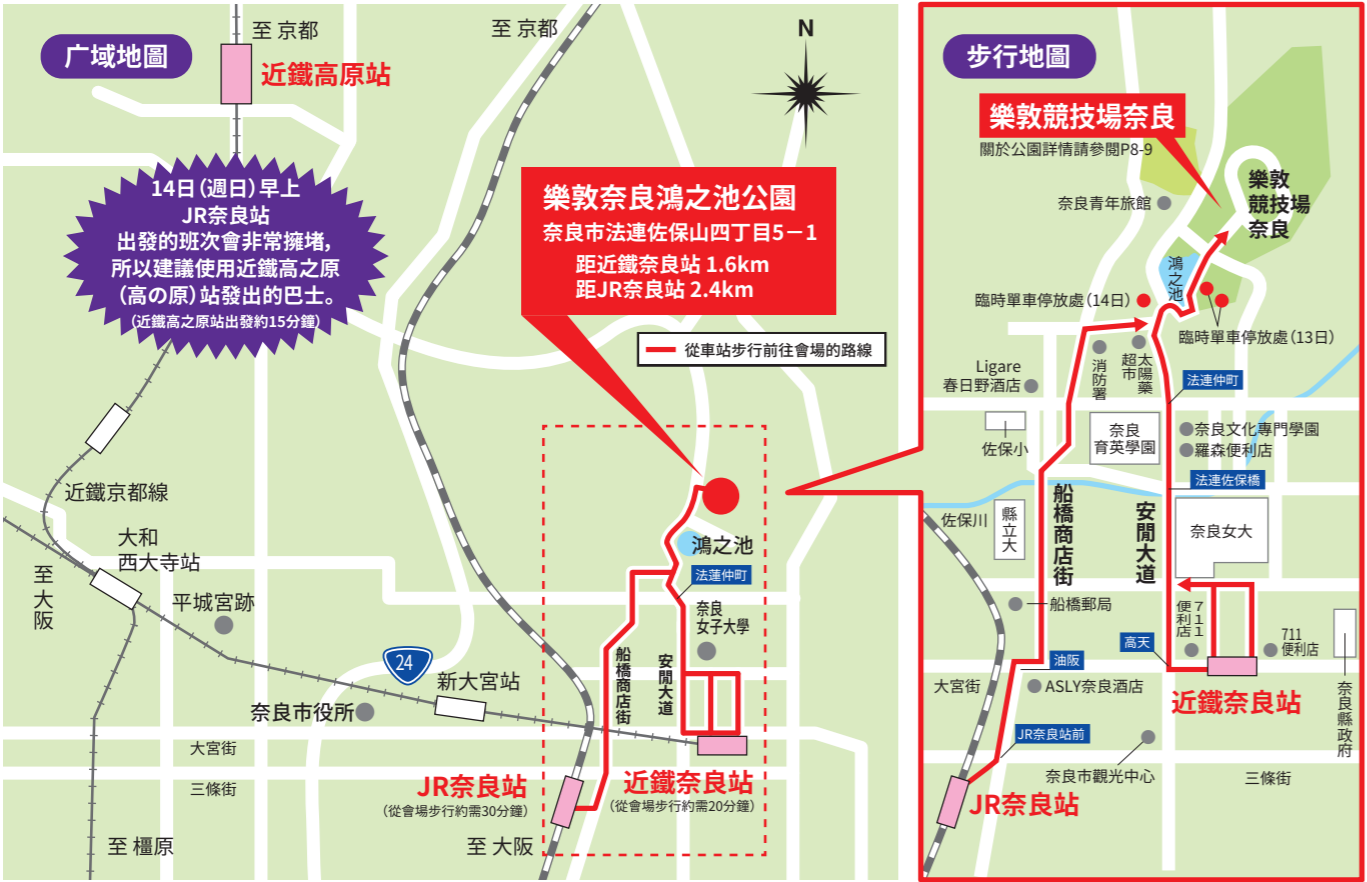 广域地圖
至 京都
近鐵高原站
至 京都
N
14日(週日)早上
JR奈良站
出發的班次會非常擁堵,
所以建議使用近鐵高之原
(高の原)站發出的巴士。
(近鐵高之原站出發約15分鐘)
樂敦奈良鴻之池公園
奈良市法連佐保山四丁目5－1
距近鐵奈良站 1.6km
距JR奈良站 2.4km
從車站步行前往會場的路線
近鐵京都線
大和
西大寺站
至大阪
平城宮跡
24
新大宮站
奈良市役所
大宮街
三條街
至 橿原
鴻之池
法蓮仲町
奈良
女子大學
船橋商店街
安閒大道
JR奈良站
(從會場步行約需30分鐘)
近鐵奈良站
(從會場步行約需20分鐘)
至 大阪
步行地圖
樂敦競技場奈良
關於公園詳情請參閱P8-9
樂敦
競技場
奈良
奈良青年旅館
鴻之池
臨時單車停放處(14日)
臨時單車停放處(13日)
消防署
太陽藥
超市
Ligare
春日野酒店
法連仲町
佐保小
奈良
育英學園
奈良文化專門學園
羅森便利店
法連佐保橋
佐保川
縣立大
船橋商店街
安閒大道
奈良女大
船橋郵局
711
便利店
高天
711
便利店
油阪
大宮街
ASLY奈良酒店
近鐵奈良站
奈良縣政府
JR奈良站前
奈良市觀光中心
三條街
JR奈良站